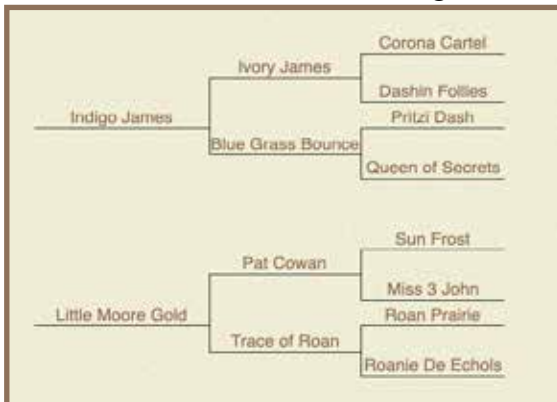 Corona Cartel
Ivory James
Dashin Follies
Indigo James
Pritzi Dash
Blue Grass Bounce
Queen of Secrets
Sun Frost
Pat Cowan
Miss 3 John
Little Moore Gold
Roan Prairie
Trace of Roan
Roanie De Echols